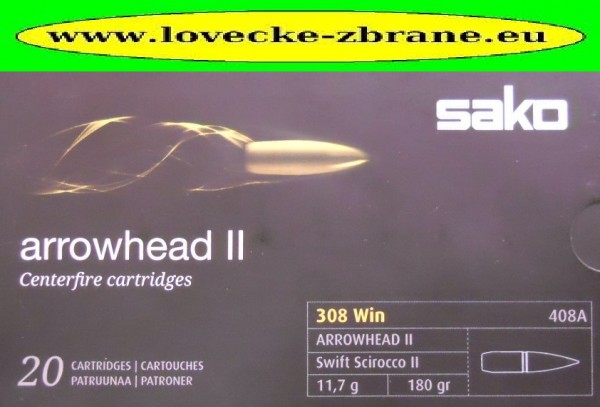 www.lovecke-zbrane.eu
sako
arrowhead II
Centerfire cartridges
308 Win 408A
ARROWHEAD II
Swift Scirocco II
11,7 g 180 gr
20 CARTRIDGES | CARTOUCHES
PATRUUNAA | PATRONER